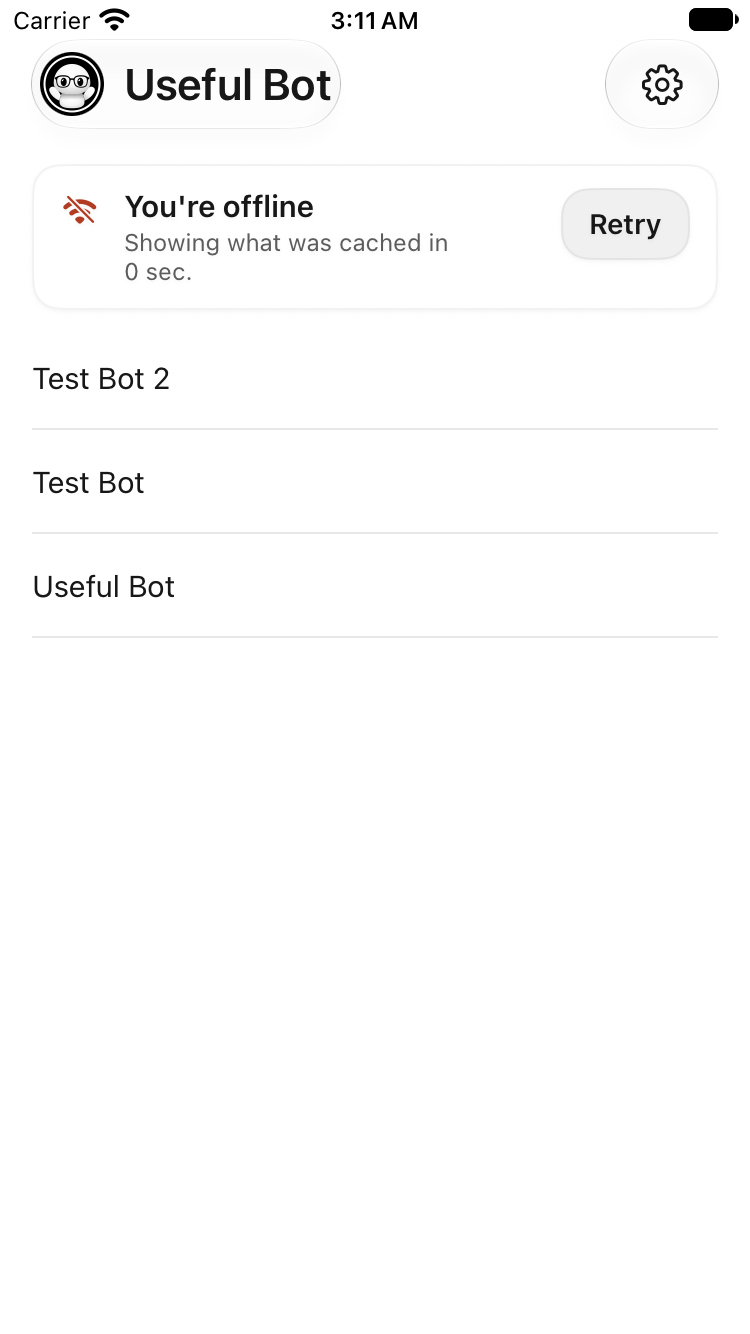 Carrier 3:11 AM
Useful Bot
You're offline
Showing what was cached in
0 sec.
Retry
Test Bot 2
Test Bot
Useful Bot